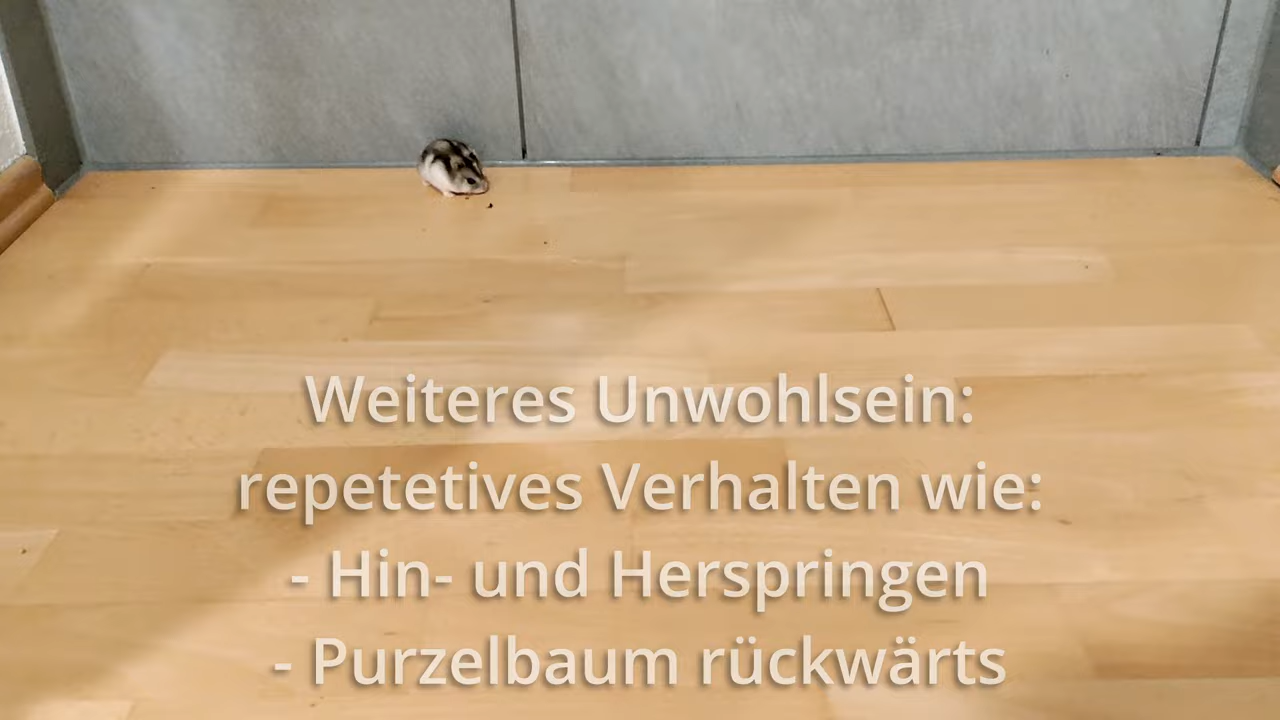 Weiteres Unwohlsein:
repetetives Verhalten wie:
- Hin- und Herspringen
- Purzelbaum rückwärts